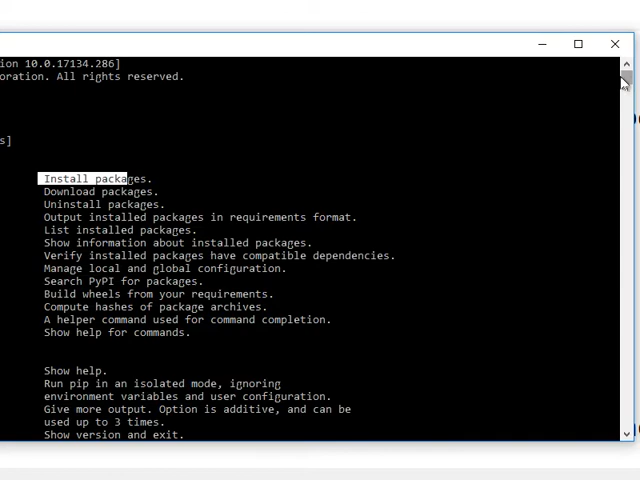 ion 10.0.17134.286]
oration. All rights reserved.
s]
Install packages.
Download packages.
Uninstall packages.
Output installed packages in requirements format.
List installed packages.
Show information about installed packages.
Verify installed packages have compatible dependencies.
Manage local and global configuration.
Search PyPI for packages.
Build wheels from your requirements.
Compute hashes of package archives.
A helper command used for command completion.
Show help for commands.
Show help.
Run pip in an isolated mode, ignoring
environment variables and user configuration.
Give more output. Option is additive, and can be
used up to 3 times.
Show version and exit.